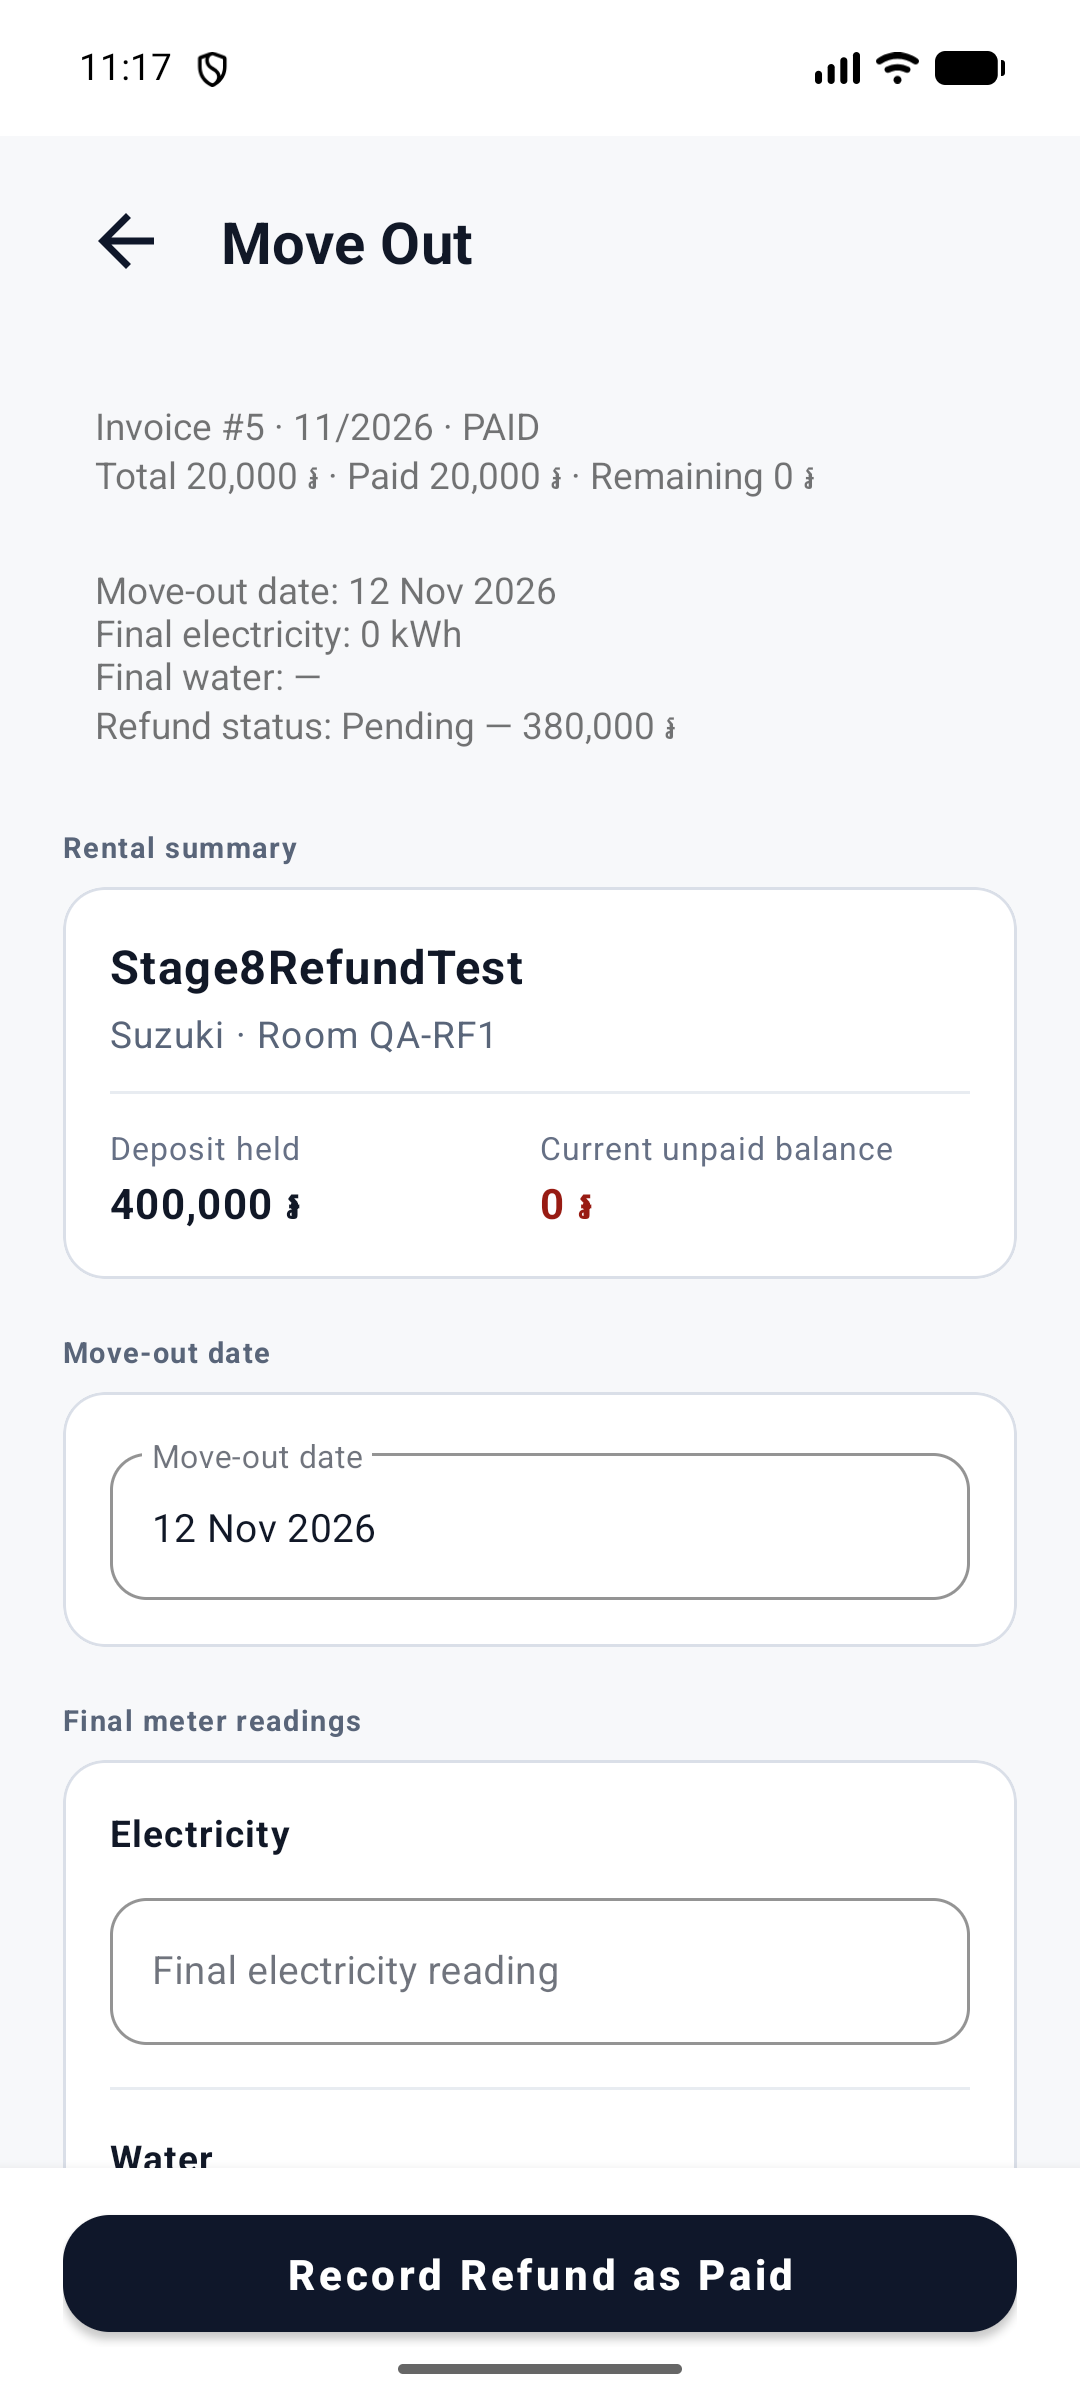 11:17
Move Out
Invoice #5 · 11/2026 · PAID
Total 20,000 ៛ · Paid 20,000 ៛ · Remaining 0 ៛
Move-out date: 12 Nov 2026
Final electricity: 0 kWh
Final water: —
Refund status: Pending — 380,000 ៛
Rental summary
Stage8RefundTest
Suzuki · Room QA-RF1
Deposit held
400,000 ៛
Current unpaid balance
0 ៛
Move-out date
Move-out date
12 Nov 2026
Final meter readings
Electricity
Final electricity reading
Water
Record Refund as Paid